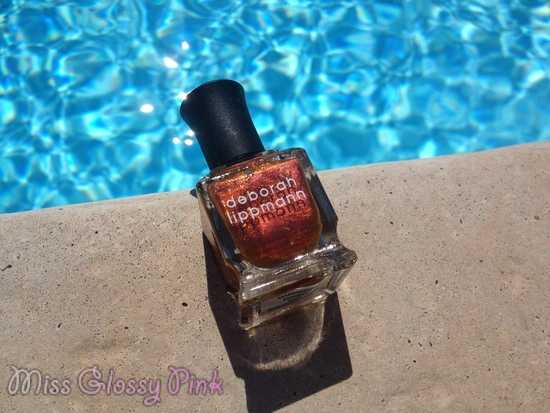 deborah
lippmann
Miss Glossy Pink